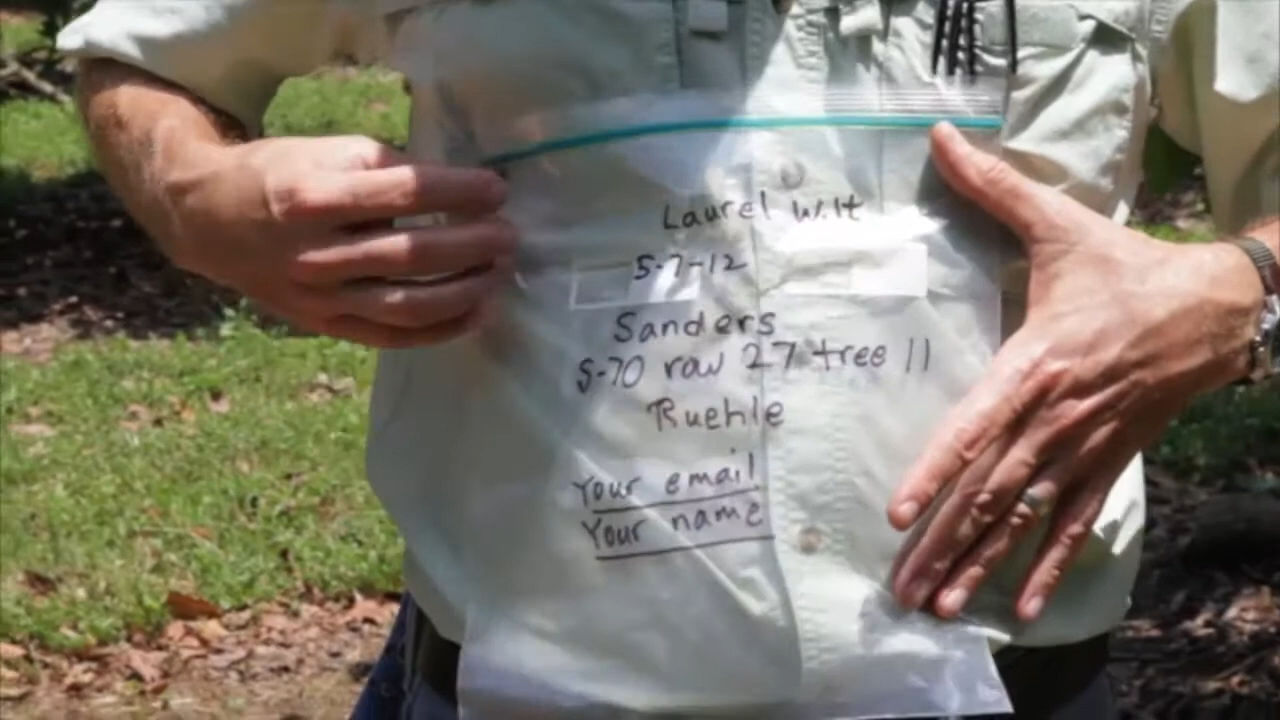 Laurel Wilt
5-7-12
Sanders
S-70 row 27 tree 11
Ruehle
Your email
Your name